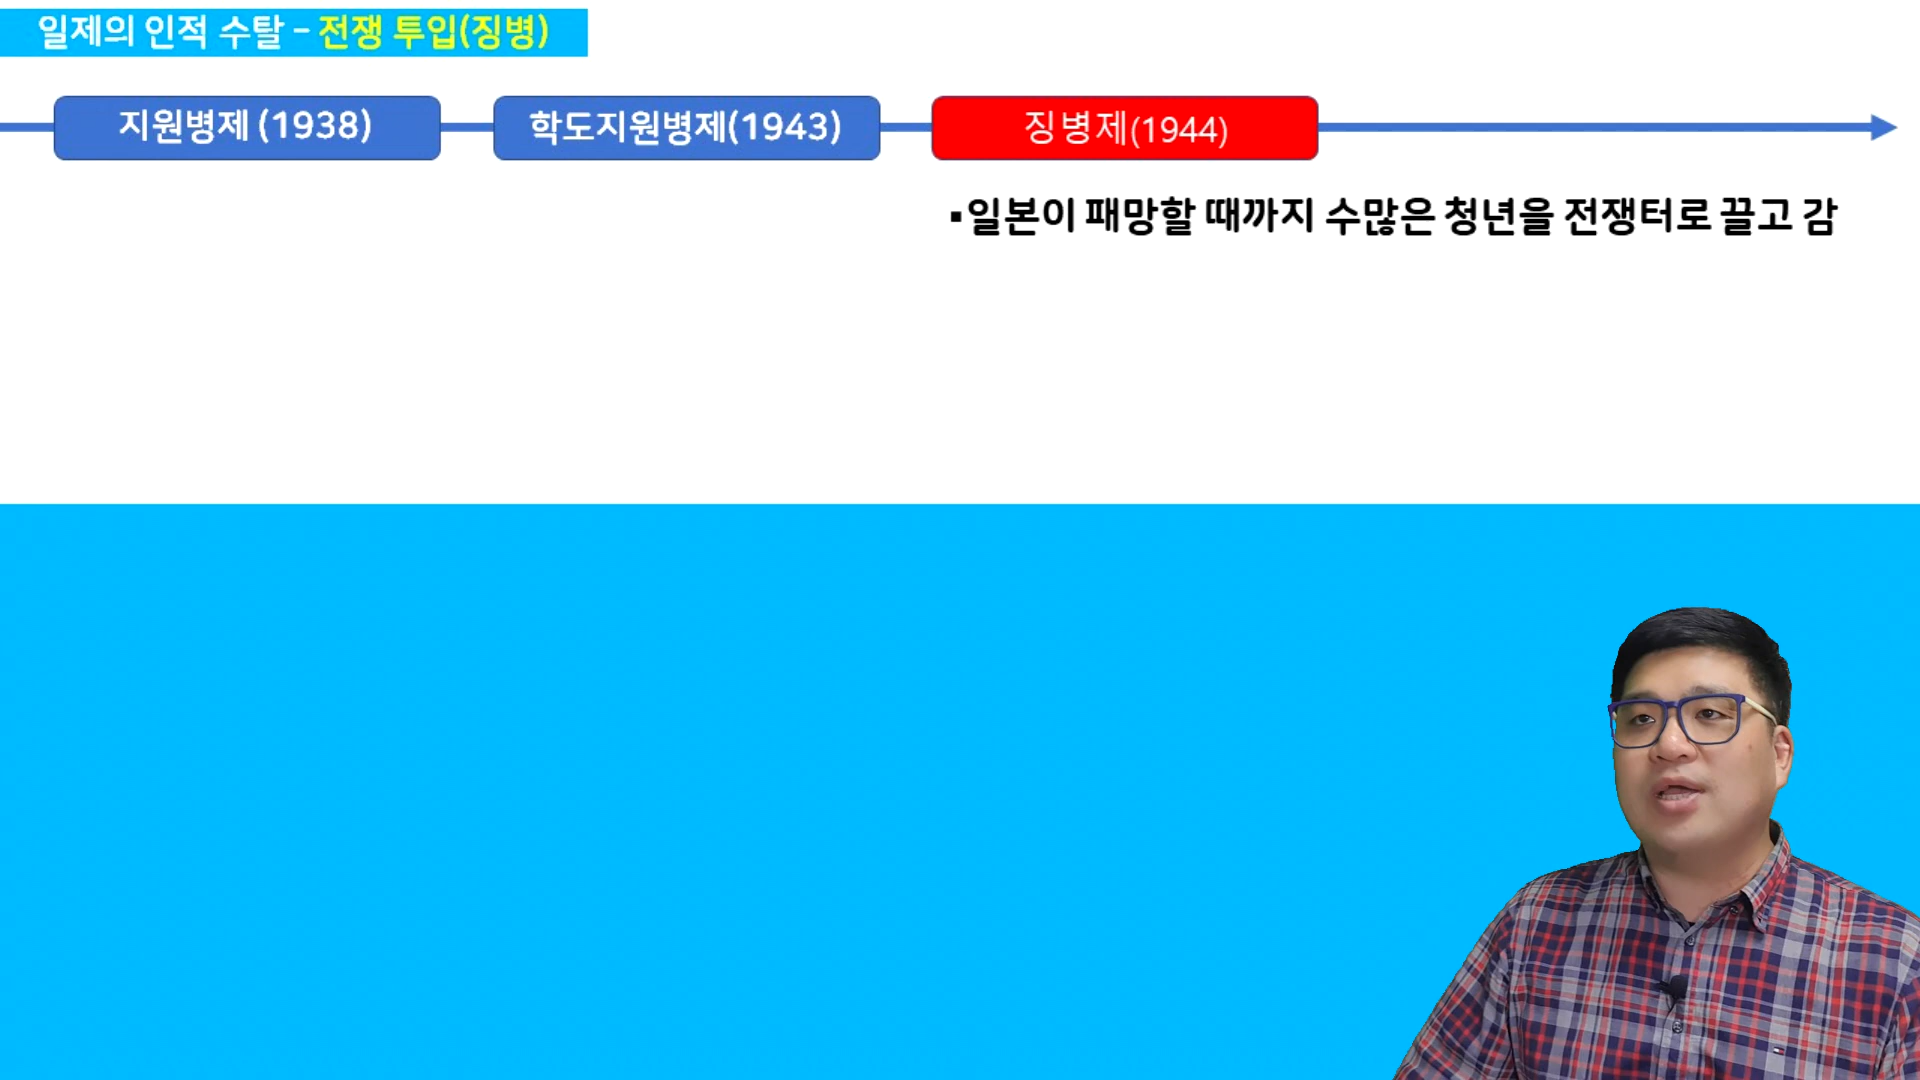 일제의 인적 수탈 - 전쟁 투입(징병)
지원병제 (1938)
학도지원병제(1943)
징병제(1944)
▪일본이 패망할 때까지 수많은 청년을 전쟁터로 끌고 감